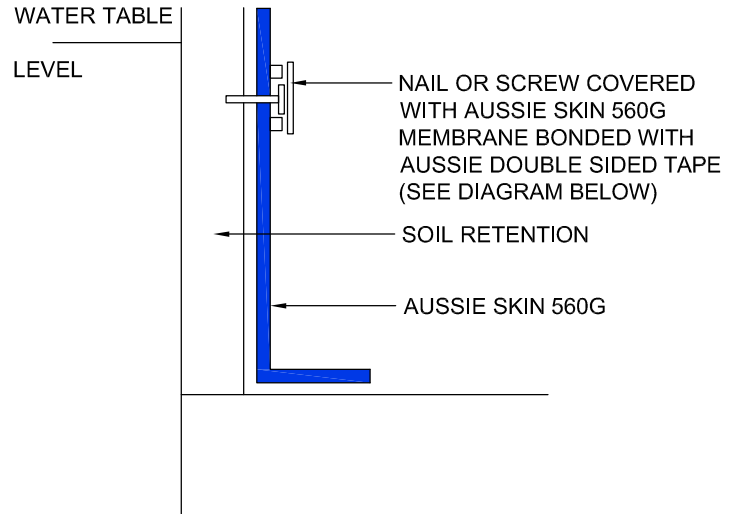 WATER TABLE
LEVEL
NAIL OR SCREW COVERED
WITH AUSSIE SKIN 560G
MEMBRANE BONDED WITH
AUSSIE DOUBLE SIDED TAPE
(SEE DIAGRAM BELOW)
SOIL RETENTION
AUSSIE SKIN 560G